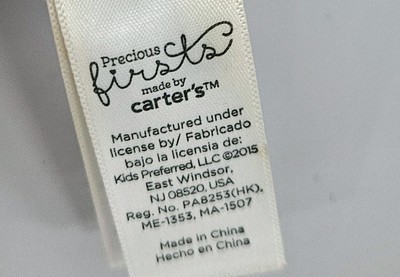 Precious
firsts
made by
carter's™
Manufactured under
license by/ Fabricado
bajo la licensia de:
Kids Preferred, LLC ©2015
East Windsor,
NJ 08520, USA
Reg. No. PA8253(HK),
ME-1353, MA-1507
Made in China
Hecho en China